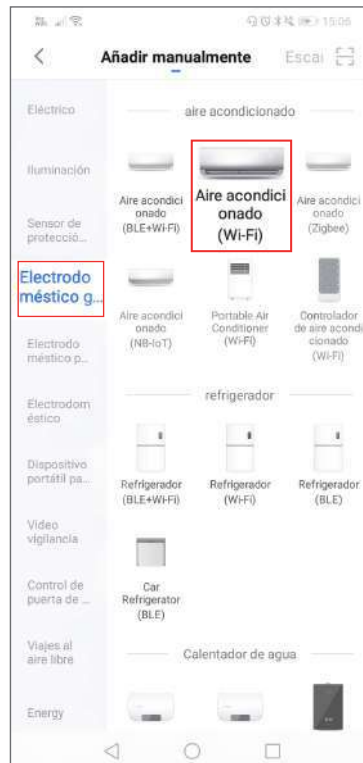 15:06
Añadir manualmente
Escai
Eléctrico
Iluminación
Sensor de
protecció...
Electrodo
méstico g...
Electrodo
méstico p...
Electrodom
éstico
Dispositivo
portátil pa...
Video
vigilancia
Control de
puerta de ...
Viajes al
aire libre
Energy
aire acondicionado
Aire acondici
onado
(BLE+Wi-Fi)
Aire acondici
onado
(Wi-Fi)
Aire acondici
onado
(Zigbee)
Aire acondici
onado
(NB-IoT)
Portable Air
Conditioner
(Wi-Fi)
Controlador
de aire acondi
cionado
(Wi-Fi)
refrigerador
Refrigerador
(BLE+Wi-Fi)
Refrigerador
(Wi-Fi)
Refrigerador
(BLE)
Car
Refrigerator
(BLE)
Calentador de agua